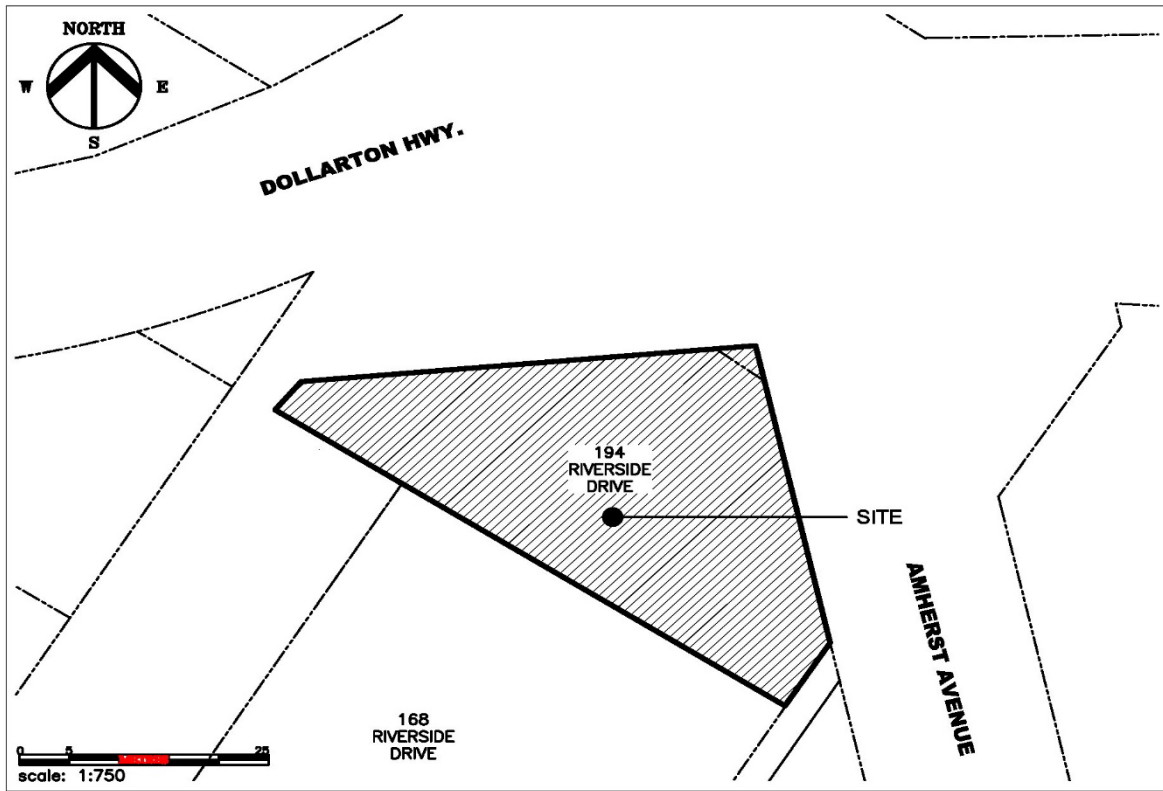 NORTH
W
E
S
DOLLARTON HWY.
194
RIVERSIDE
DRIVE
SITE
AMHERST AVENUE
168
RIVERSIDE
DRIVE
0
5
25
scale: 1:750